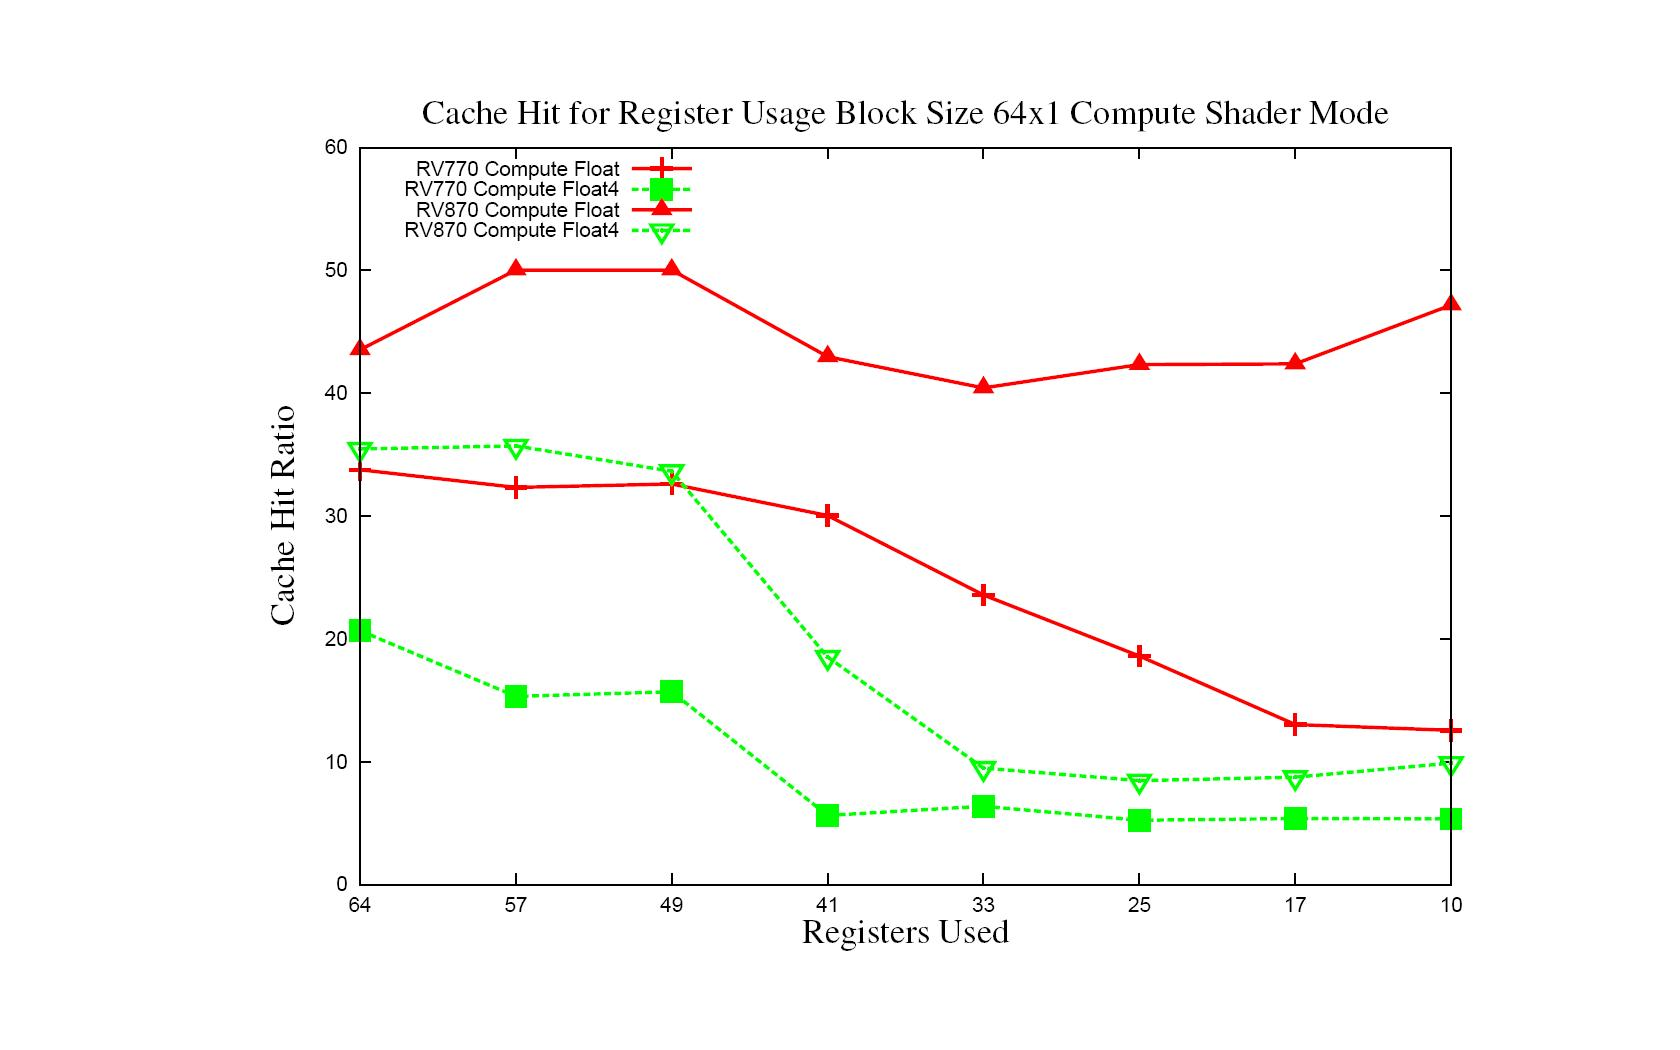 Cache Hit for Register Usage Block Size 64x1 Compute Shader Mode
RV770 Compute Float
RV770 Compute Float4
RV870 Compute Float
RV870 Compute Float4
60
50
40
30
20
10
0
Cache Hit Ratio
64 57 49 41 33 25 17 10
Registers Used